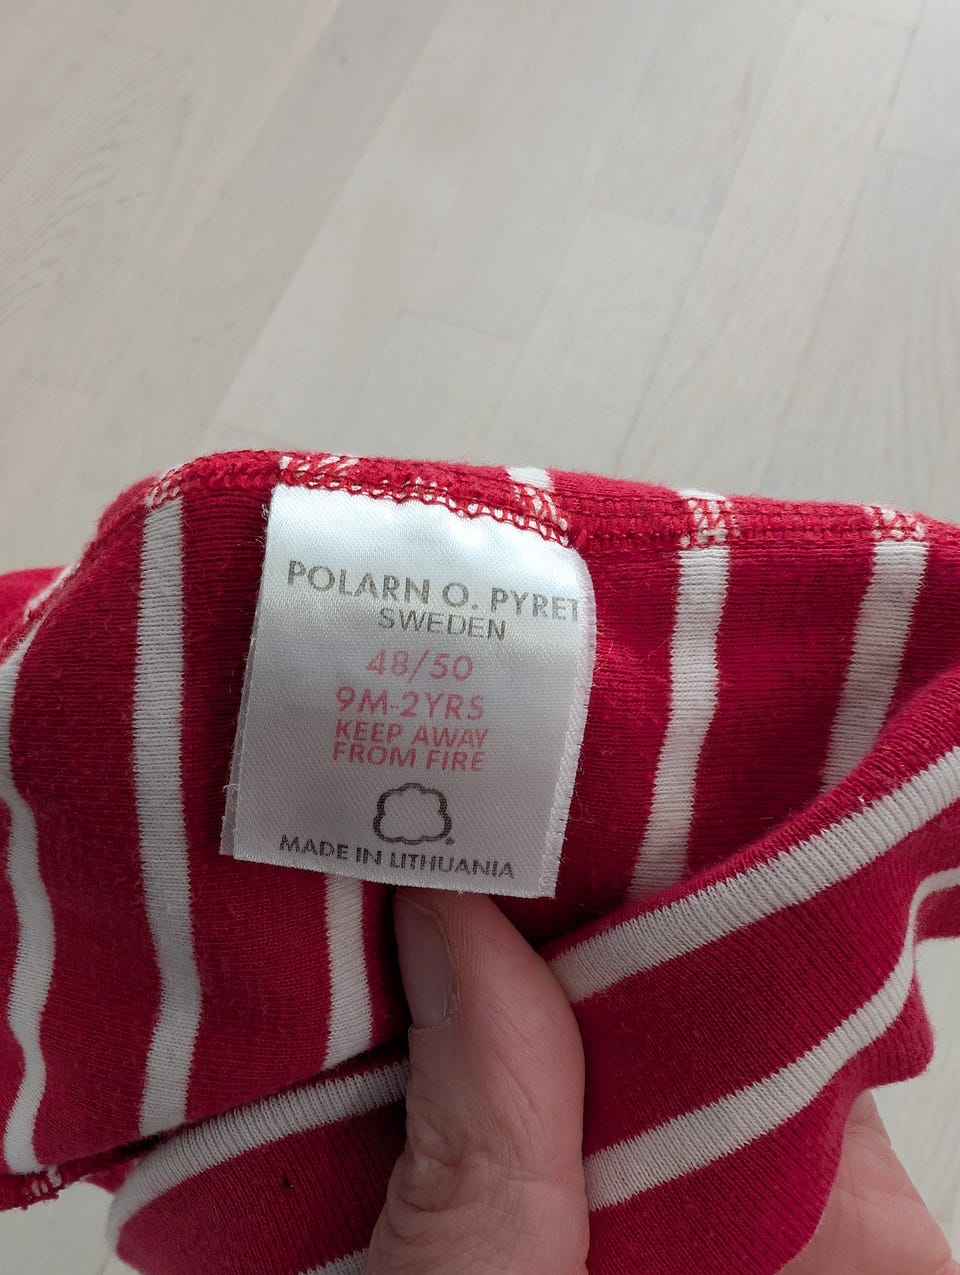 POLARN O. PYRET
SWEDEN
48/50
9M-2YRS
KEEP AWAY
FROM FIRE
MADE IN LITHUANIA